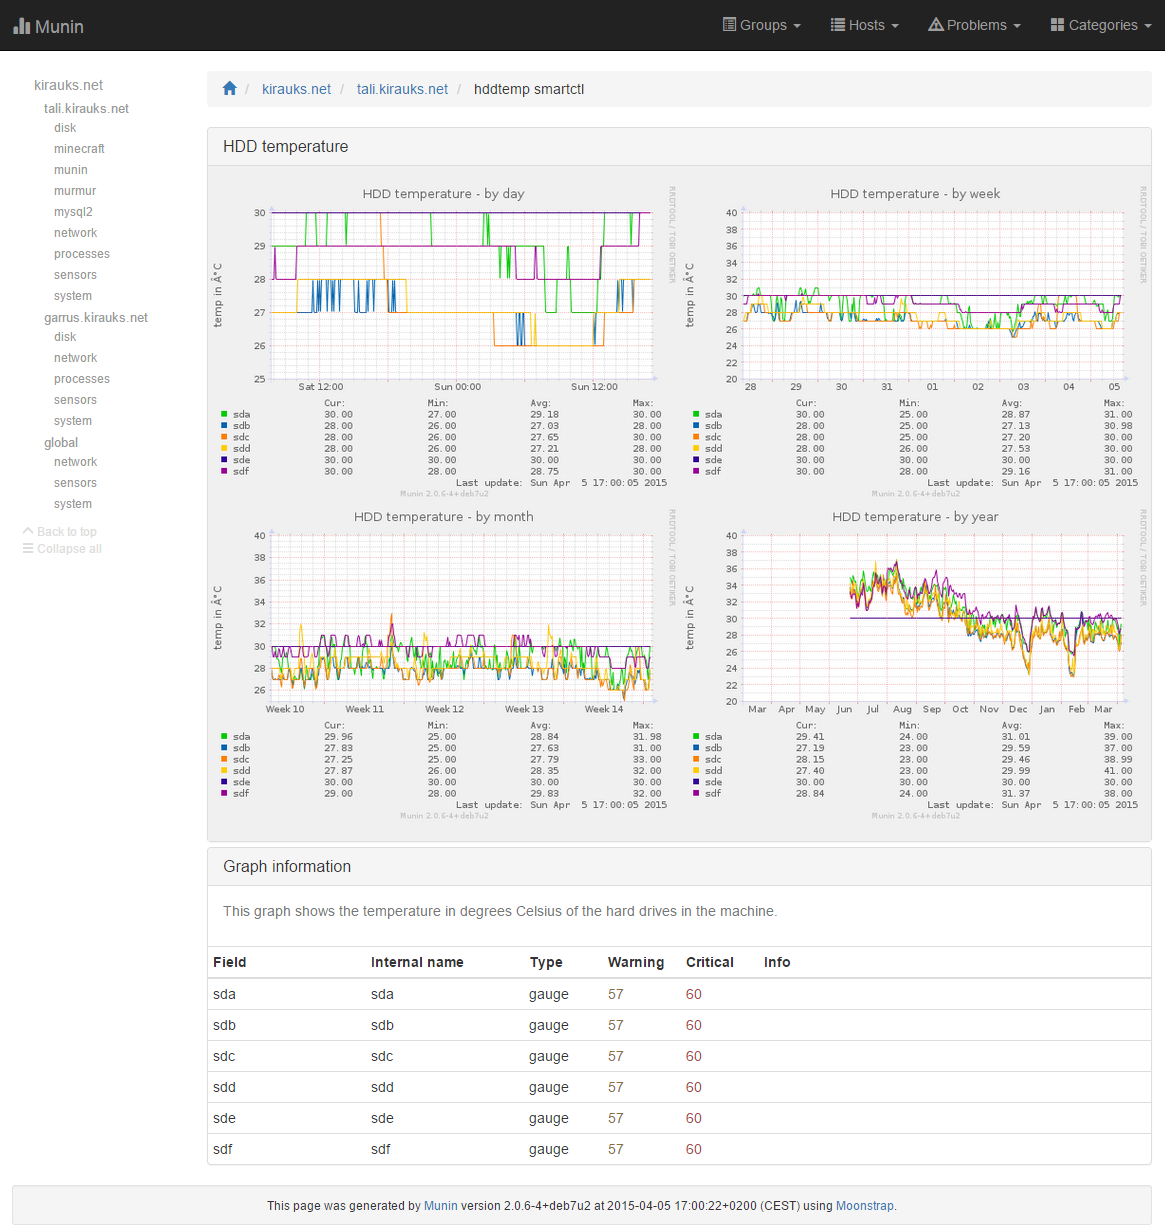 Munin
Groups
Hosts
Problems
Categories
kirauks.net
tali.kirauks.net
disk
minecraft
munin
murmur
mysql2
network
processes
sensors
system
garrus.kirauks.net
disk
network
processes
sensors
system
global
network
sensors
system
Back to top
Collapse all
/ kirauks.net / tali.kirauks.net / hddtemp smartctl
HDD temperature
HDD temperature - by day
RRDTOOL / TOBI OETIKER
temp in Â°C
30
29
28
27
26
25
Sat 12:00 Sun 00:00 Sun 12:00
Cur: Min: Avg: Max:
sda 30.00 27.00 29.18 30.00
sdb 28.00 26.00 27.03 28.00
sdc 28.00 26.00 27.65 30.00
sdd 28.00 26.00 27.21 28.00
sde 30.00 30.00 30.00 30.00
sdf 30.00 28.00 28.75 30.00
Last update: Sun Apr 5 17:00:05 2015
Munin 2.0.6-4+deb7u2
HDD temperature - by week
RRDTOOL / TOBI OETIKER
temp in Â°C
40
38
36
34
32
30
28
26
24
22
20
28 29 30 31 01 02 03 04 05
Cur: Min: Avg: Max:
sda 30.00 25.00 28.87 31.00
sdb 28.00 25.00 27.13 30.98
sdc 28.00 25.00 27.20 30.00
sdd 28.00 26.00 27.53 30.00
sde 30.00 30.00 30.00 30.00
sdf 30.00 28.00 29.16 31.00
Last update: Sun Apr 5 17:00:05 2015
Munin 2.0.6-4+deb7u2
HDD temperature - by month
RRDTOOL / TOBI OETIKER
temp in Â°C
40
38
36
34
32
30
28
26
Week 10 Week 11 Week 12 Week 13 Week 14
Cur: Min: Avg: Max:
sda 29.96 25.00 28.84 31.98
sdb 27.83 25.00 27.63 31.00
sdc 27.25 25.00 27.79 33.00
sdd 27.87 26.00 28.35 32.00
sde 30.00 30.00 30.00 30.00
sdf 29.00 28.00 29.83 32.00
Last update: Sun Apr 5 17:00:05 2015
Munin 2.0.6-4+deb7u2
HDD temperature - by year
RRDTOOL / TOBI OETIKER
temp in Â°C
40
38
36
34
32
30
28
26
24
22
20
Mar Apr May Jun Jul Aug Sep Oct Nov Dec Jan Feb Mar
Cur: Min: Avg: Max:
sda 29.41 24.00 31.01 39.00
sdb 27.19 23.00 29.59 37.00
sdc 28.15 23.00 29.46 38.99
sdd 27.40 23.00 29.99 41.00
sde 30.00 30.00 30.00 30.00
sdf 28.84 24.00 31.37 38.00
Last update: Sun Apr 5 17:00:05 2015
Munin 2.0.6-4+deb7u2
Graph information
This graph shows the temperature in degrees Celsius of the hard drives in the machine.
Field Internal name Type Warning Critical Info
sda sda gauge 57 60
sdb sdb gauge 57 60
sdc sdc gauge 57 60
sdd sdd gauge 57 60
sde sde gauge 57 60
sdf sdf gauge 57 60
This page was generated by Munin version 2.0.6-4+deb7u2 at 2015-04-05 17:00:22+0200 (CEST) using Moonstrap.